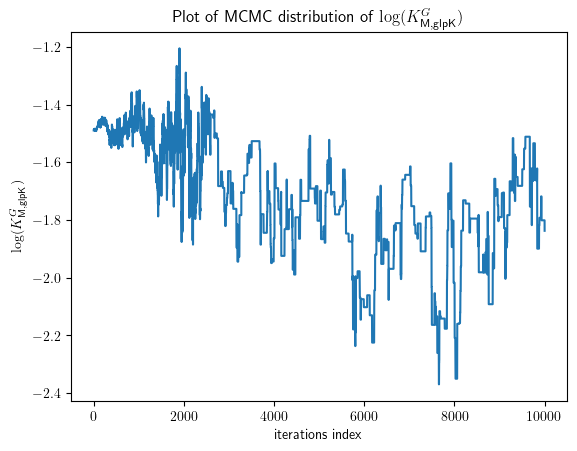 Plot of MCMC distribution of log(K^G_M,glpK)
−1.2
−1.4
−1.6
−1.8
−2.0
−2.2
−2.4
log(K^G_M,glpK)
0 2000 4000 6000 8000 10000
iterations index